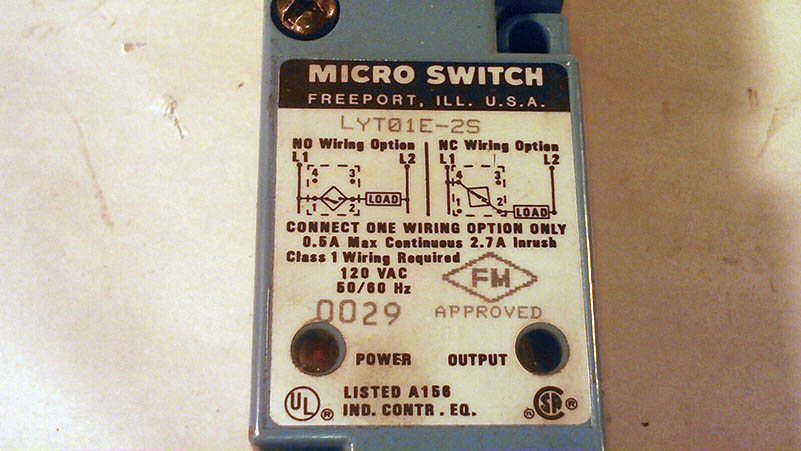 MICRO SWITCH
FREEPORT, ILL. U.S.A.
LYT01E-2S
NO Wiring Option
NC Wiring Option
L1 L2
4 3
1 2 LOAD
L1 L2
4 3
1 2 LOAD
CONNECT ONE WIRING OPTION ONLY
0.5A Max Continuous 2.7A Inrush
Class 1 Wiring Required
120 VAC
50/60 Hz
FM
APPROVED
0029
POWER OUTPUT
UL ®
LISTED A156
IND. CONTR. EQ.
SA ®